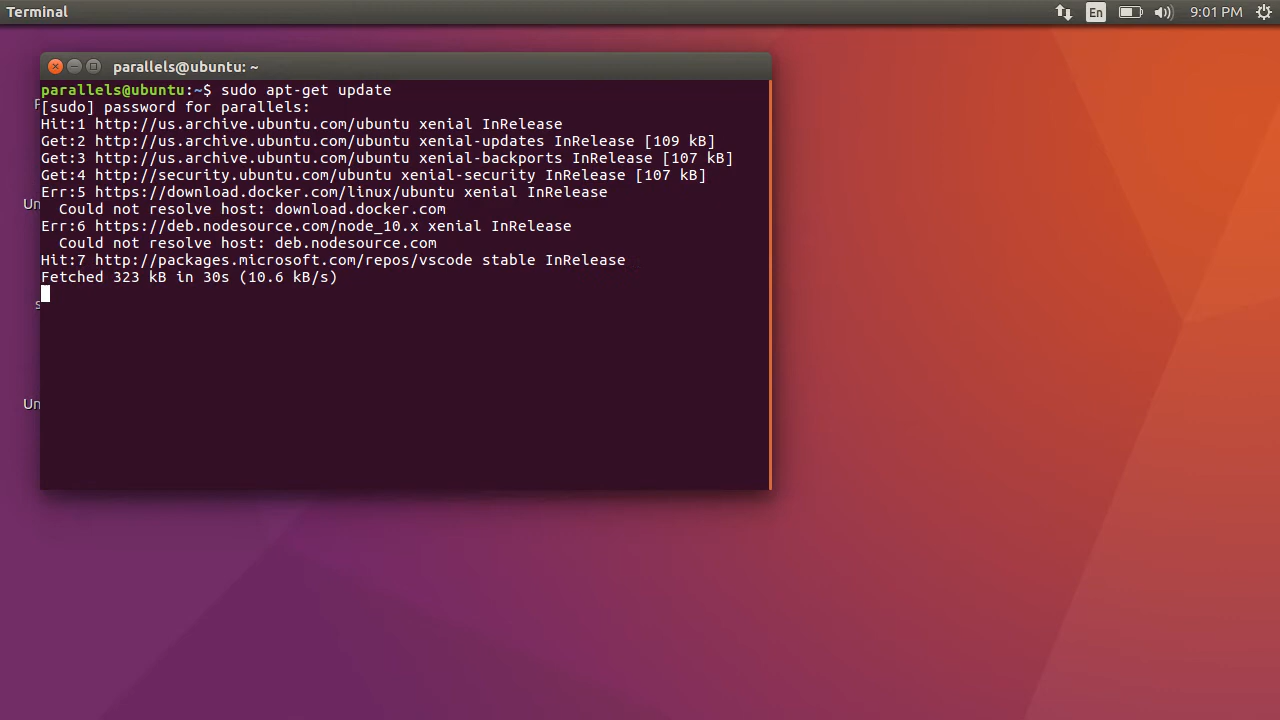 Terminal
En
9:01 PM
parallels@ubuntu: ~
parallels@ubuntu:~$ sudo apt-get update
[sudo] password for parallels:
Hit:1 http://us.archive.ubuntu.com/ubuntu xenial InRelease
Get:2 http://us.archive.ubuntu.com/ubuntu xenial-updates InRelease [109 kB]
Get:3 http://us.archive.ubuntu.com/ubuntu xenial-backports InRelease [107 kB]
Get:4 http://security.ubuntu.com/ubuntu xenial-security InRelease [107 kB]
Err:5 https://download.docker.com/linux/ubuntu xenial InRelease
  Could not resolve host: download.docker.com
Err:6 https://deb.nodesource.com/node_10.x xenial InRelease
  Could not resolve host: deb.nodesource.com
Hit:7 http://packages.microsoft.com/repos/vscode stable InRelease
Fetched 323 kB in 30s (10.6 kB/s)